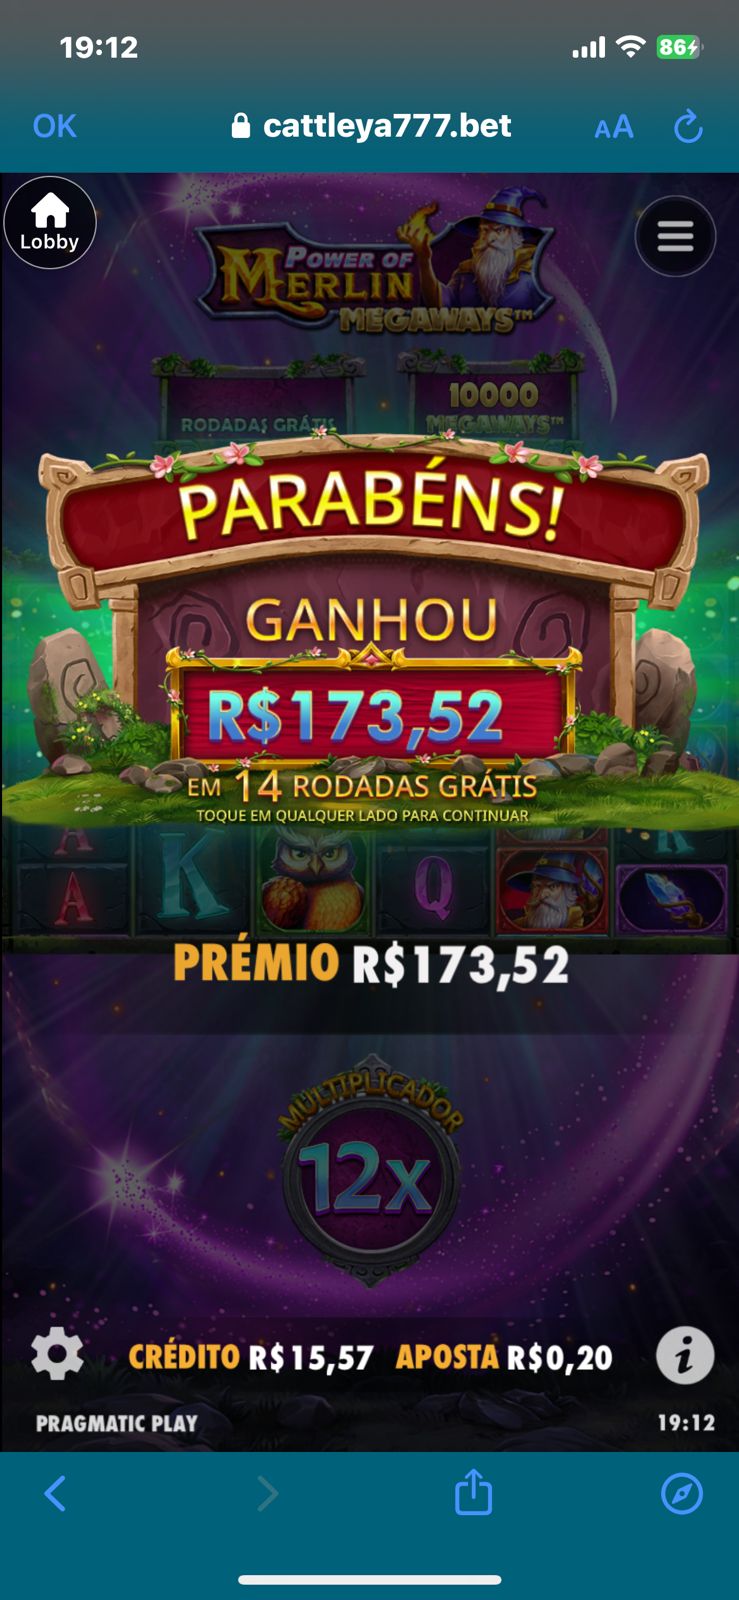 19:12
86
OK
cattleya777.bet
AA
Lobby
POWER OF
MERLIN
MEGAWAYS™
10000
RODADAS GRÁTIS
MEGAWAYS™
PARABÉNS!
GANHOU
R$173,52
EM 14 RODADAS GRÁTIS
TOQUE EM QUALQUER LADO PARA CONTINUAR
A
K
A
K
Q
PRÉMIO R$173,52
MULTIPLICADOR
12x
CRÉDITO R$15,57 APOSTA R$0,20
PRAGMATIC PLAY
19:12